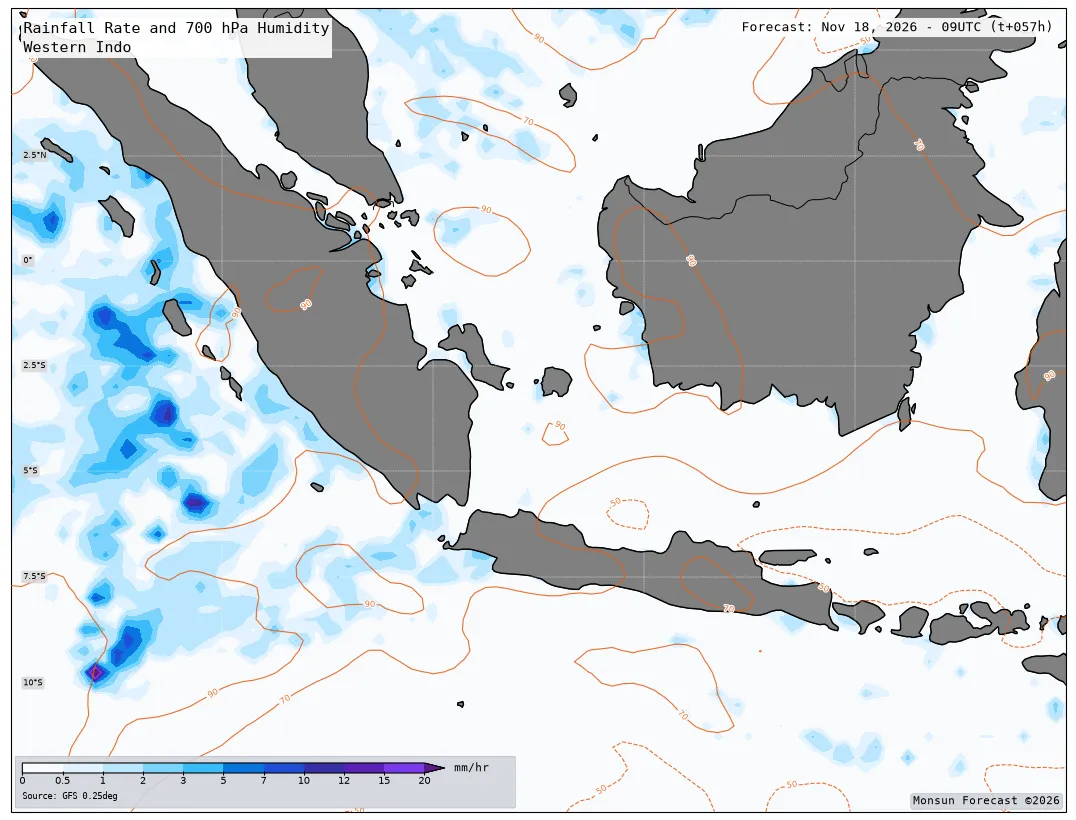 Rainfall Rate and 700 hPa Humidity
Western Indo
Forecast: Nov 18, 2026 - 09UTC (t+057h)
90
50
70
70
2.5°N
90
0°
90
90
90
2.5°S
90
90
5°S
50
7.5°S
50
90
70
10°S
90
70
70
50
50
50
mm/hr
0 0.5 1 2 3 5 7 10 12 15 20
Source: GFS 0.25deg
Monsun Forecast ©2026